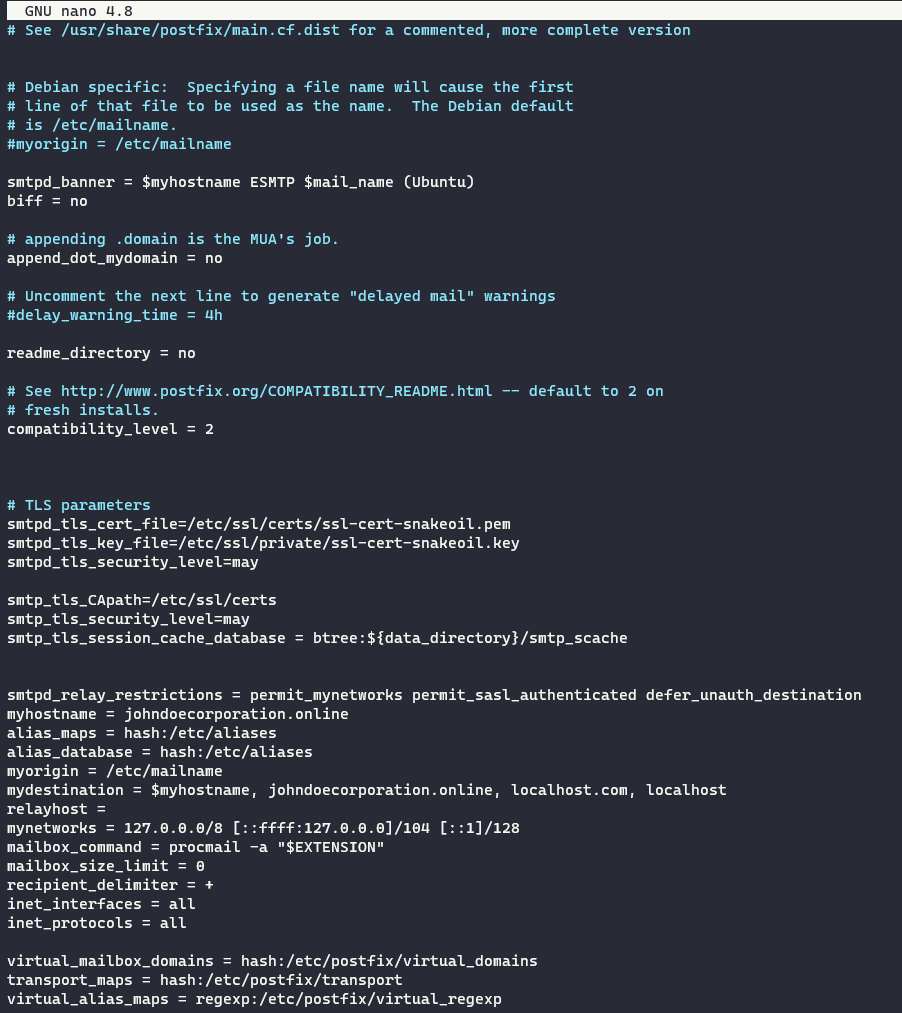 GNU nano 4.8
# See /usr/share/postfix/main.cf.dist for a commented, more complete version
# Debian specific:  Specifying a file name will cause the first
# line of that file to be used as the name.  The Debian default
# is /etc/mailname.
#myorigin = /etc/mailname
smtpd_banner = $myhostname ESMTP $mail_name (Ubuntu)
biff = no
# appending .domain is the MUA's job.
append_dot_mydomain = no
# Uncomment the next line to generate "delayed mail" warnings
#delay_warning_time = 4h
readme_directory = no
# See http://www.postfix.org/COMPATIBILITY_README.html -- default to 2 on
# fresh installs.
compatibility_level = 2
# TLS parameters
smtpd_tls_cert_file=/etc/ssl/certs/ssl-cert-snakeoil.pem
smtpd_tls_key_file=/etc/ssl/private/ssl-cert-snakeoil.key
smtpd_tls_security_level=may
smtp_tls_CApath=/etc/ssl/certs
smtp_tls_security_level=may
smtp_tls_session_cache_database = btree:${data_directory}/smtp_scache
smtpd_relay_restrictions = permit_mynetworks permit_sasl_authenticated defer_unauth_destination
myhostname = johndoecorporation.online
alias_maps = hash:/etc/aliases
alias_database = hash:/etc/aliases
myorigin = /etc/mailname
mydestination = $myhostname, johndoecorporation.online, localhost.com, localhost
relayhost =
mynetworks = 127.0.0.0/8 [::ffff:127.0.0.0]/104 [::1]/128
mailbox_command = procmail -a "$EXTENSION"
mailbox_size_limit = 0
recipient_delimiter = +
inet_interfaces = all
inet_protocols = all
virtual_mailbox_domains = hash:/etc/postfix/virtual_domains
transport_maps = hash:/etc/postfix/transport
virtual_alias_maps = regexp:/etc/postfix/virtual_regexp